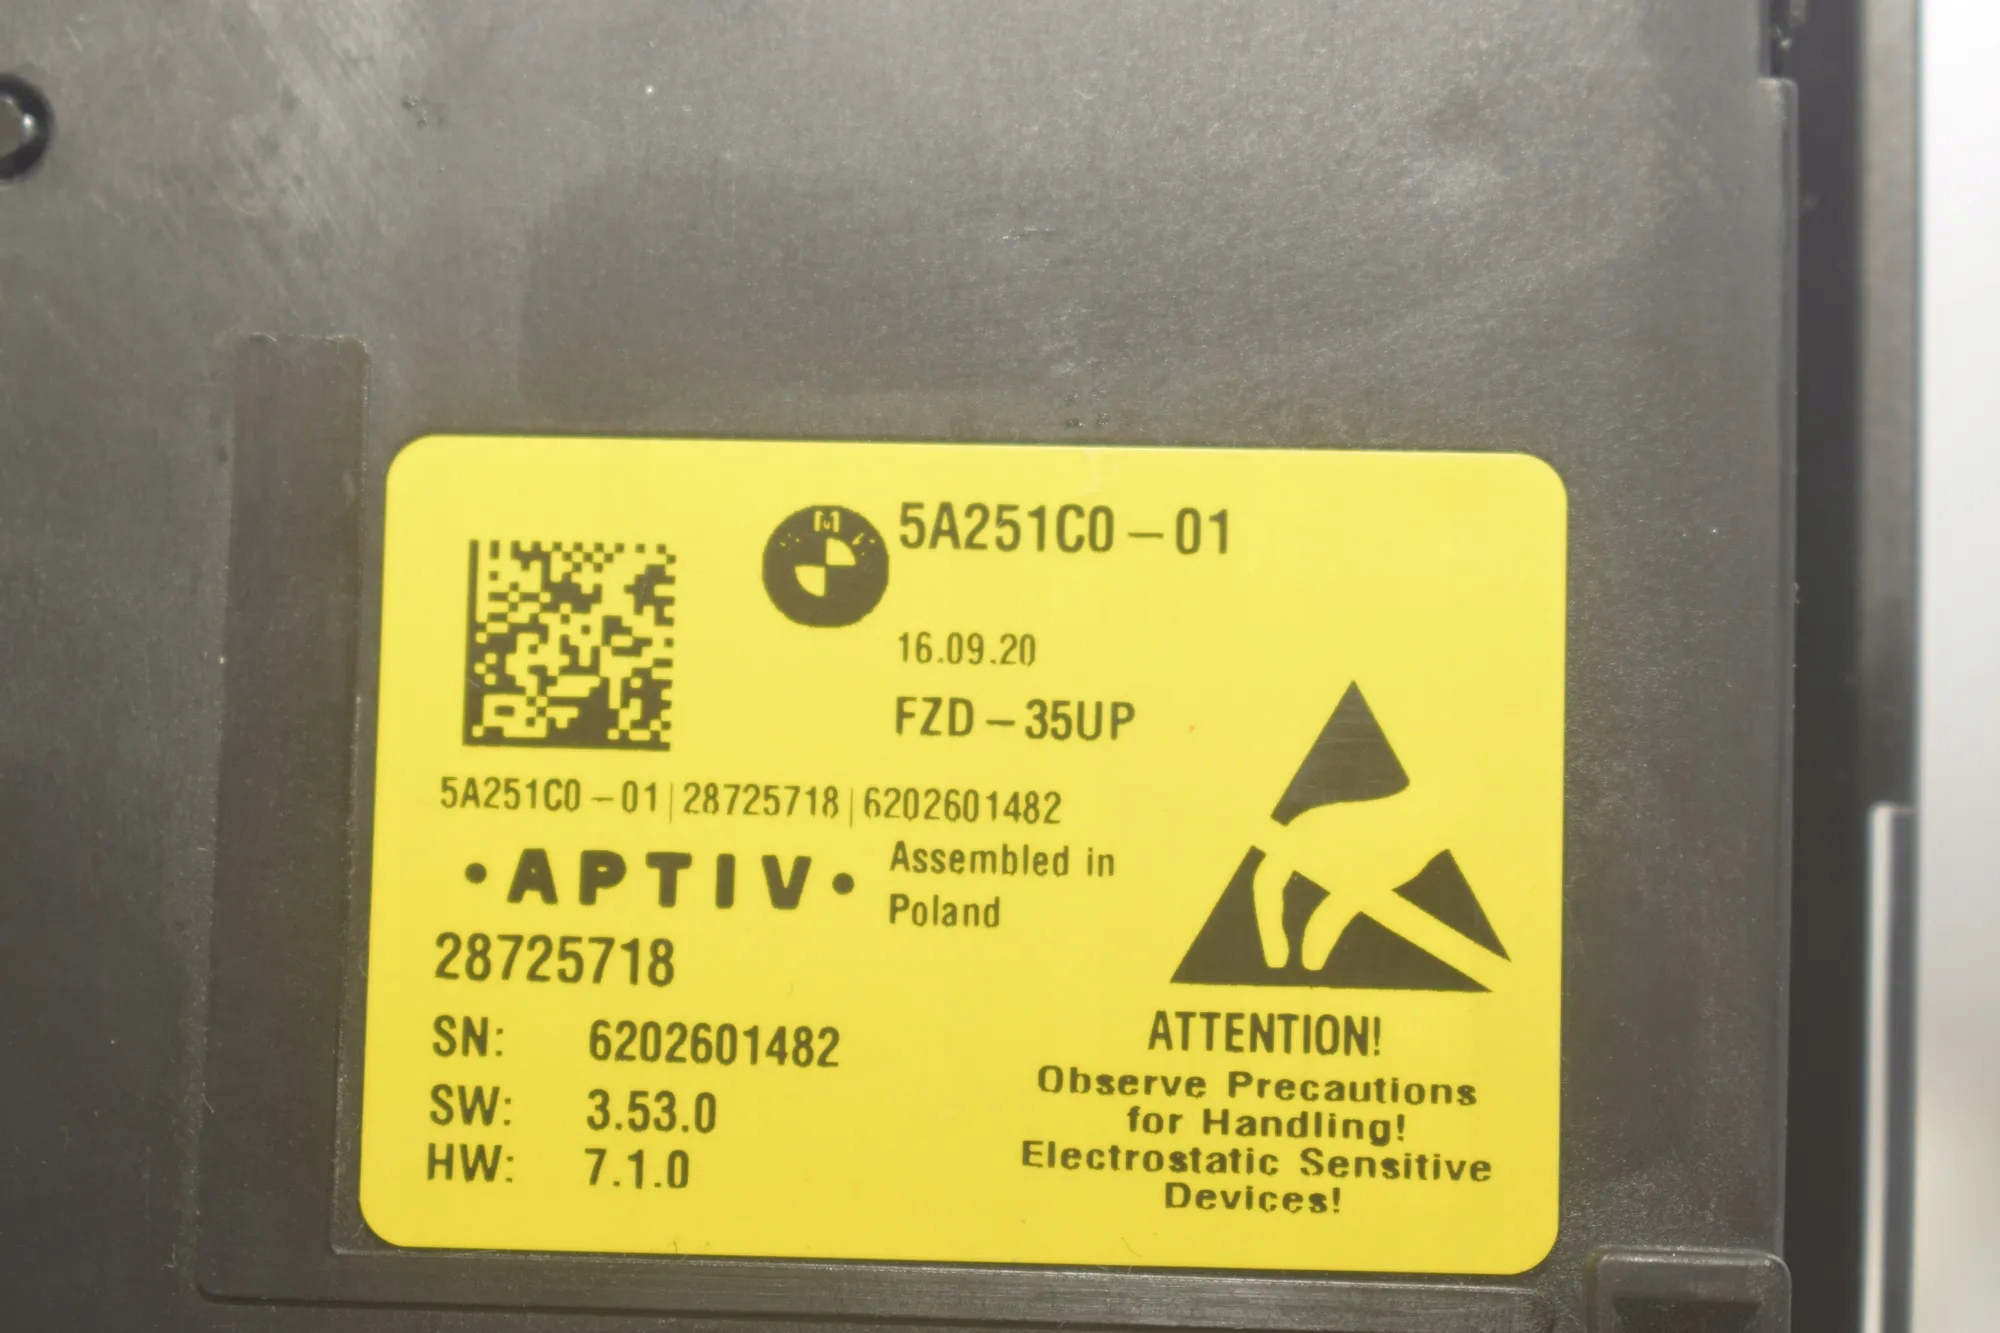 5A251C0-01
16.09.20
FZD-35UP
5A251C0-01|28725718|6202601482
•APTIV•
Assembled in
Poland
28725718
SN: 6202601482
SW: 3.53.0
HW: 7.1.0
ATTENTION!
Observe Precautions
for Handling!
Electrostatic Sensitive
Devices!